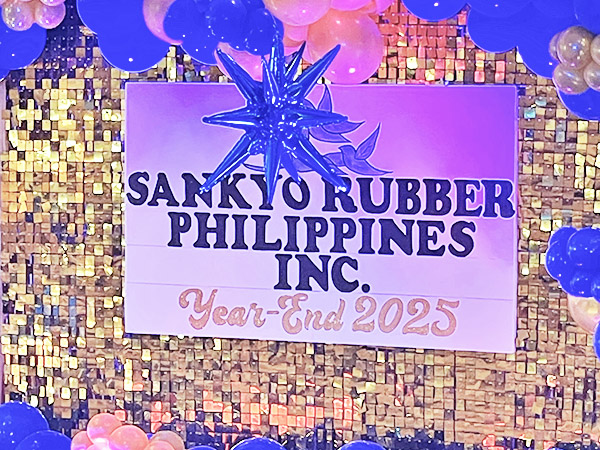 SANKYO RUBBER
PHILIPPINES
INC.
Year-End 2025